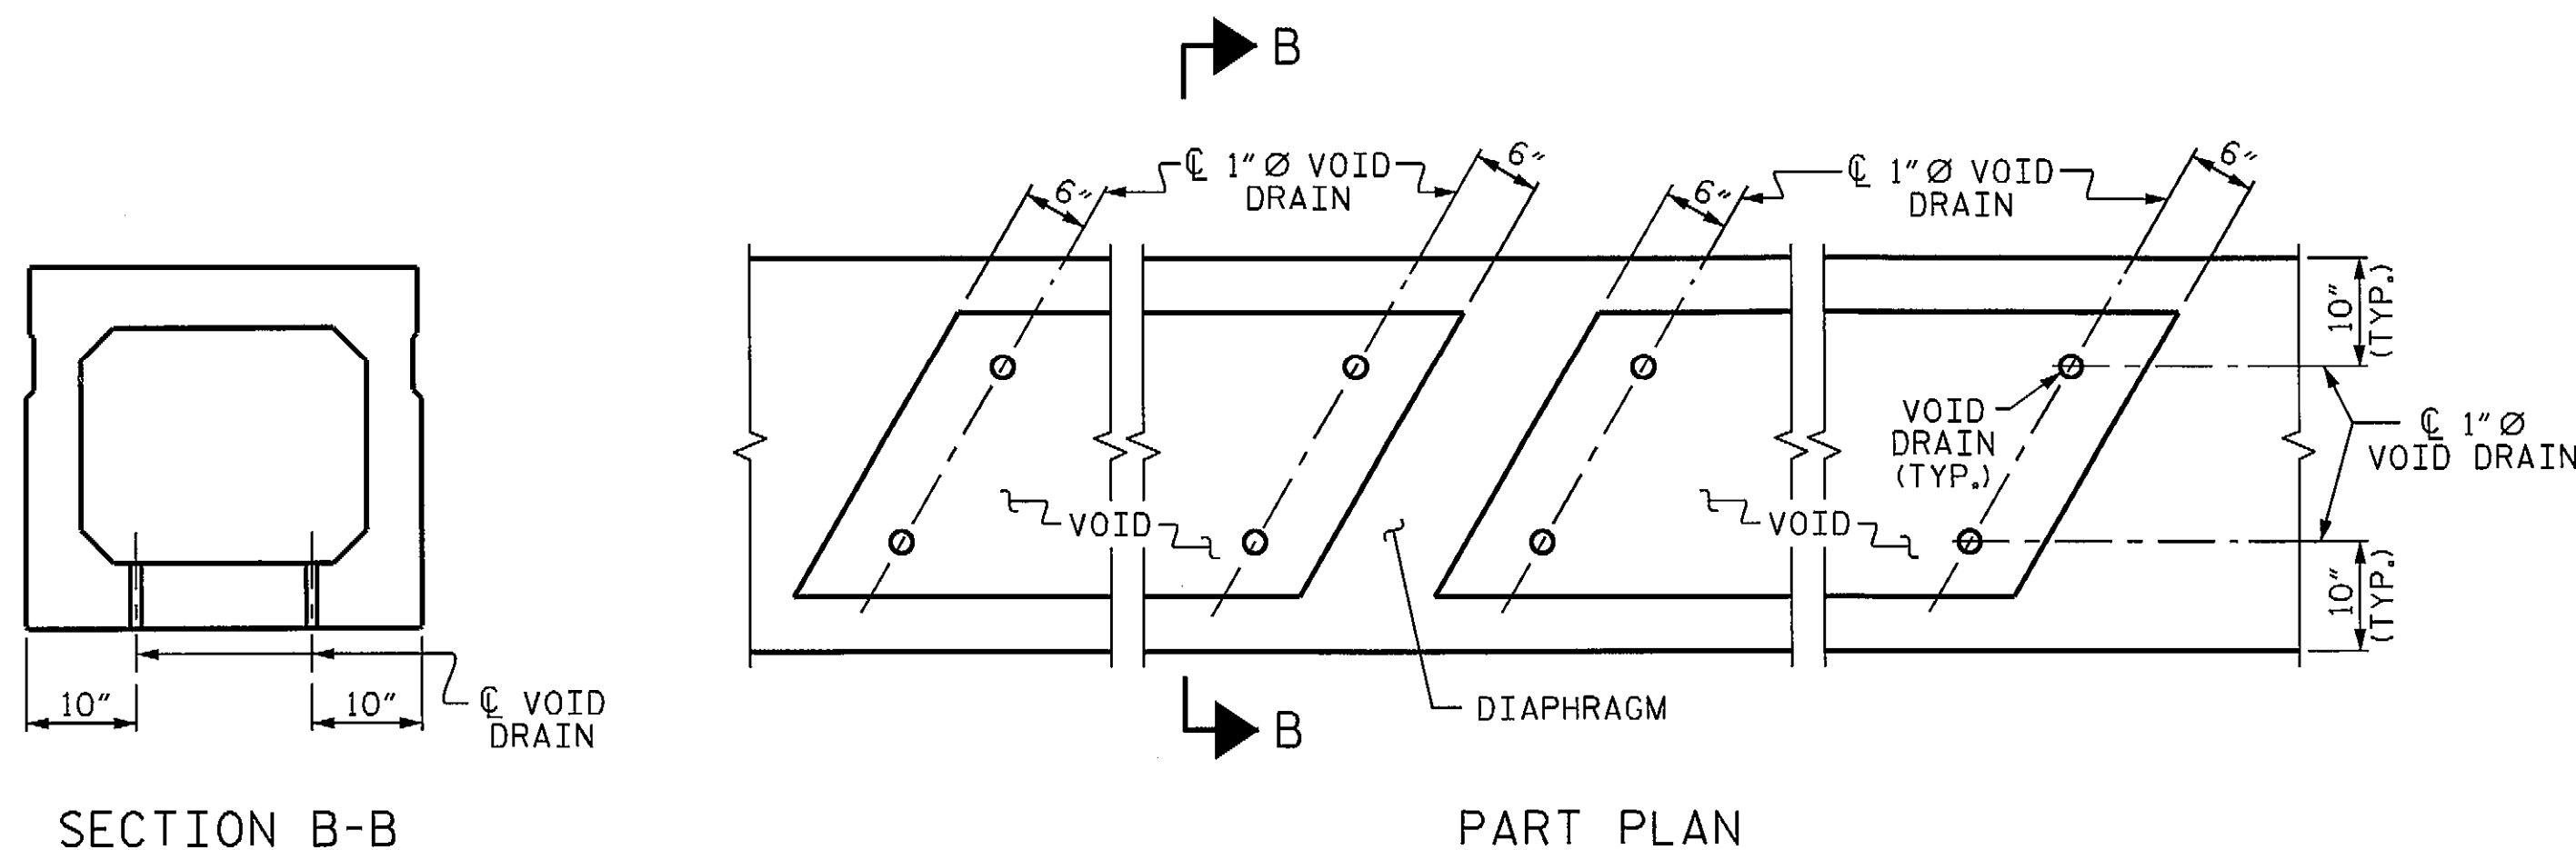 B
6"
℄ 1" Ø VOID
DRAIN
6"
6"
℄ 1" Ø VOID
DRAIN
6"
10"
(TYP.)
VOID
DRAIN
(TYP.)
℄ 1" Ø
VOID DRAIN
VOID
VOID
10"
(TYP.)
10"
10"
℄ VOID
DRAIN
DIAPHRAGM
B
SECTION B-B
PART PLAN